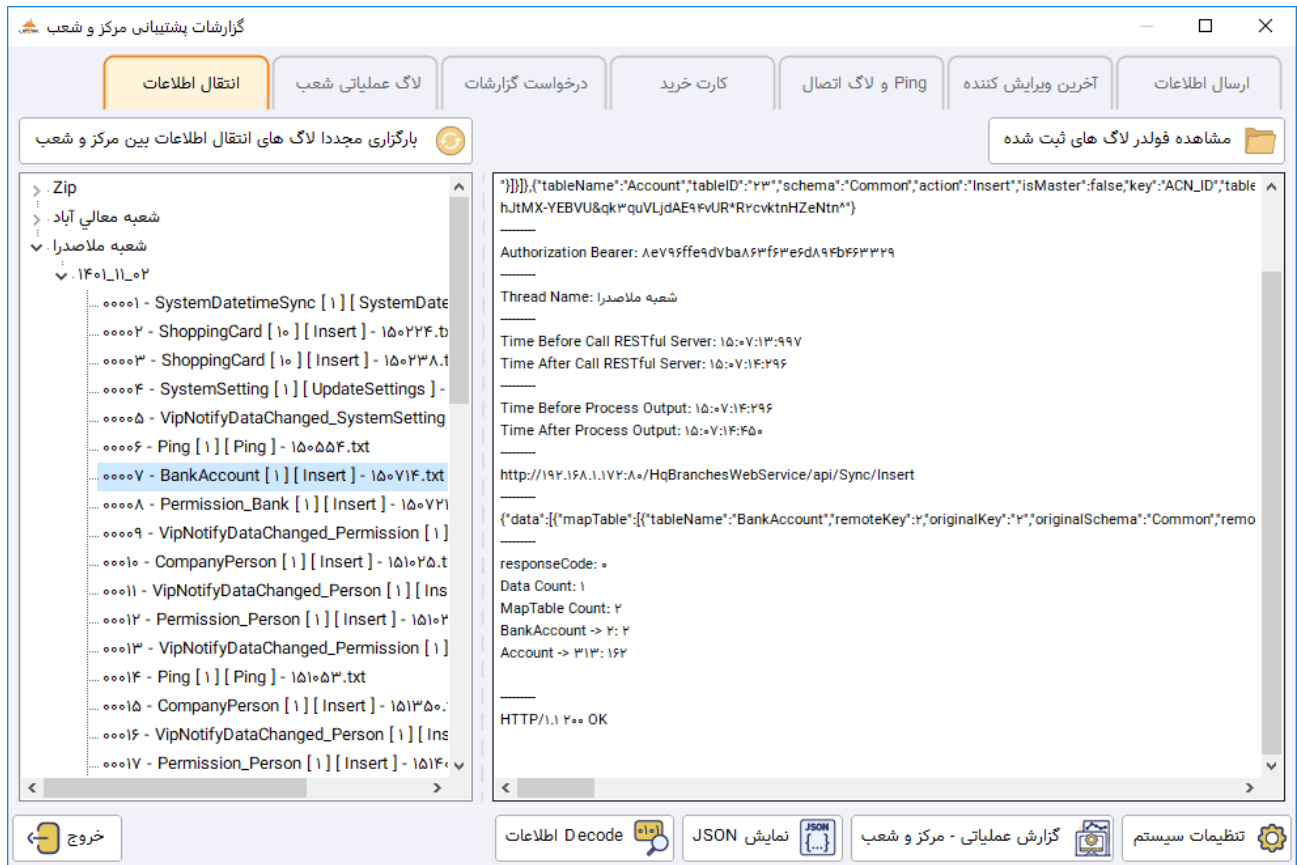 گزارشات پشتیبانی مرکز و شعب
ارسال اطلاعات
آخرین ویرایش کننده
Ping و لاگ اتصال
کارت خرید
درخواست گزارشات
لاگ عملیاتی شعب
انتقال اطلاعات
مشاهده فولدر لاگ های ثبت شده
بارگزاری مجددا لاگ های انتقال اطلاعات بین مرکز و شعب
Zip
شعبه معالي آباد
شعبه ملاصدرا
۱۴۰۱_۱۱_۰۲
۰۰۰۰۱ - SystemDatetimeSync [ ۱ ] [ SystemDate
۰۰۰۰۲ - ShoppingCard [ ۱۰ ] [ Insert ] - ۱۵۰۲۲۴.t
۰۰۰۰۳ - ShoppingCard [ ۱۰ ] [ Insert ] - ۱۵۰۲۳۸.t
۰۰۰۰۴ - SystemSetting [ ۱ ] [ UpdateSettings ] -
۰۰۰۰۵ - VipNotifyDataChanged_SystemSetting
۰۰۰۰۶ - Ping [ ۱ ] [ Ping ] - ۱۵۰۵۵۴.txt
۰۰۰۰۷ - BankAccount [ ۱ ] [ Insert ] - ۱۵۰۷۱۴.txt
۰۰۰۰۸ - Permission_Bank [ ۱ ] [ Insert ] - ۱۵۰۷۲۱
۰۰۰۰۹ - VipNotifyDataChanged_Permission [ ۱ ]
۰۰۰۱۰ - CompanyPerson [ ۱ ] [ Insert ] - ۱۵۱۰۲۵.t
۰۰۰۱۱ - VipNotifyDataChanged_Person [ ۱ ] [ Ins
۰۰۰۱۲ - Permission_Person [ ۱ ] [ Insert ] - ۱۵۱۰۳
۰۰۰۱۳ - VipNotifyDataChanged_Permission [ ۱ ]
۰۰۰۱۴ - Ping [ ۱ ] [ Ping ] - ۱۵۱۰۵۳.txt
۰۰۰۱۵ - CompanyPerson [ ۱ ] [ Insert ] - ۱۵۱۳۵۰.
۰۰۰۱۶ - VipNotifyDataChanged_Person [ ۱ ] [ Ins
۰۰۰۱۷ - Permission_Person [ ۱ ] [ Insert ] - ۱۵۱۴۰
"}]}]},{"tableName":"Account","tableID":"۲۳","schema":"Common","action":"Insert","isMaster":false,"key":"ACN_ID","table
hJtMX-YEBVU&qk۳quVLjdAE۹۴vUR*R۲cvktnHZeNtn^"}
---------
Authorization Bearer: ۸e۷۹۶ffe۹d۷ba۸۶۳f۶۳e۶d۸۹۴b۴۶۳۳۲۹
---------
Thread Name: شعبه ملاصدرا
---------
Time Before Call RESTful Server: ۱۵:۰۷:۱۳:۹۹۷
Time After Call RESTful Server: ۱۵:۰۷:۱۴:۲۹۶
---------
Time Before Process Output: ۱۵:۰۷:۱۴:۲۹۶
Time After Process Output: ۱۵:۰۷:۱۴:۴۵۰
---------
http://۱۹۲.۱۶۸.۱.۱۷۲:۸۰/HqBranchesWebService/api/Sync/Insert
---------
{"data":[{"mapTable":[{"tableName":"BankAccount","remoteKey":۲,"originalKey":"۲","originalSchema":"Common","remo
---------
responseCode: ۰
Data Count: ۱
MapTable Count: ۲
BankAccount -> ۲: ۲
Account -> ۳۱۳: ۱۶۲
---------
HTTP/۱.۱ ۲۰۰ OK
تنظیمات سیستم
گزارش عملیاتی - مرکز و شعب
نمایش JSON
Decode اطلاعات
خروج